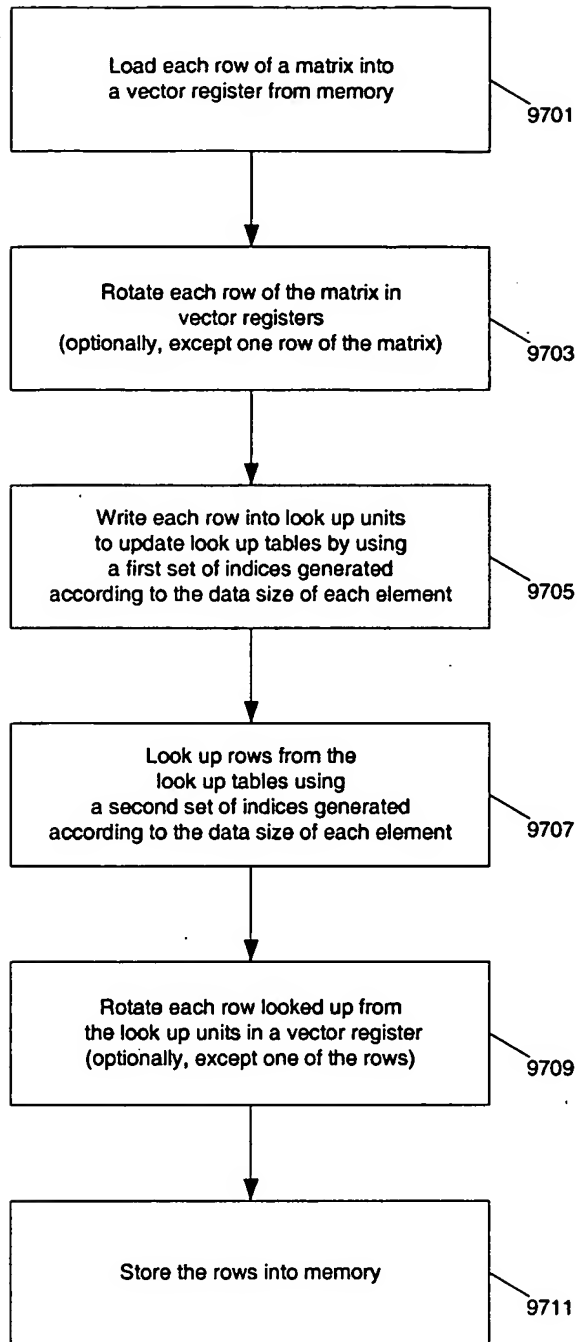 Load each row of a matrix into
a vector register from memory
9701
Rotate each row of the matrix in
vector registers
(optionally, except one row of the matrix)
9703
Write each row into look up units
to update look up tables by using
a first set of indices generated
according to the data size of each element
9705
Look up rows from the
look up tables using
a second set of indices generated
according to the data size of each element
9707
Rotate each row looked up from
the look up units in a vector register
(optionally, except one of the rows)
9709
Store the rows into memory
9711